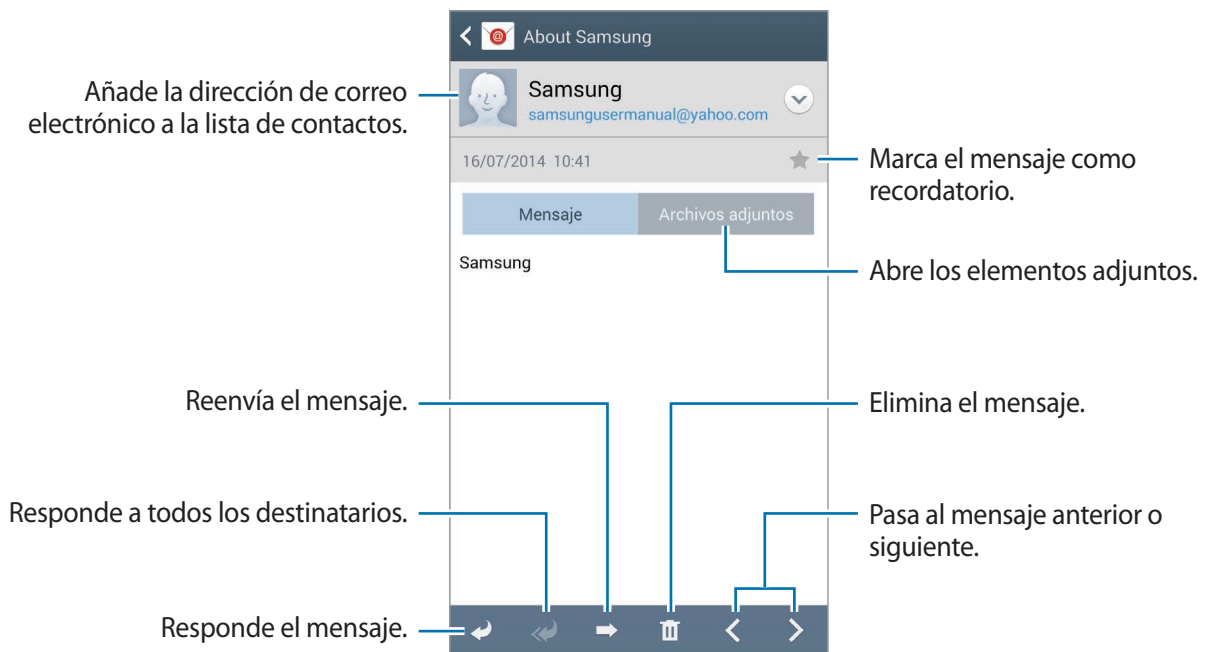 About Samsung
Añade la dirección de correo
electrónico a la lista de contactos.
Samsung
samsungusermanual@yahoo.com
16/07/2014 10:41
Marca el mensaje como
recordatorio.
Mensaje
Archivos adjuntos
Samsung
Abre los elementos adjuntos.
Reenvía el mensaje.
Elimina el mensaje.
Responde a todos los destinatarios.
Pasa al mensaje anterior o
siguiente.
Responde el mensaje.